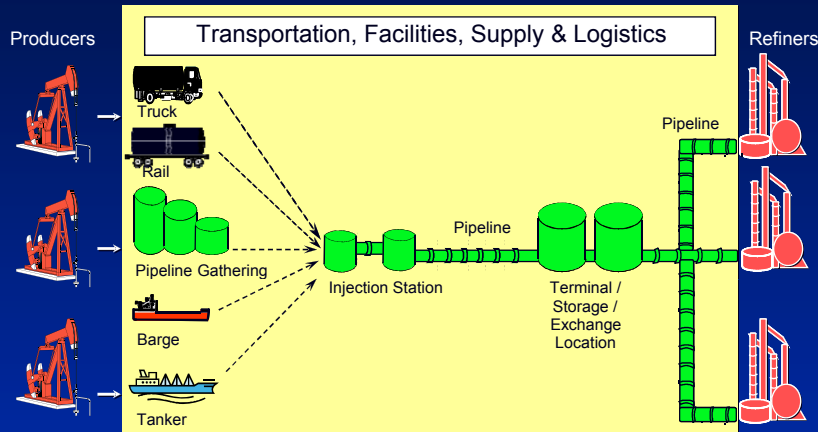 Producers
Transportation, Facilities, Supply & Logistics
Refiners
Truck
Rail
Pipeline Gathering
Barge
Tanker
Injection Station
Pipeline
Terminal /
Storage /
Exchange
Location
Pipeline